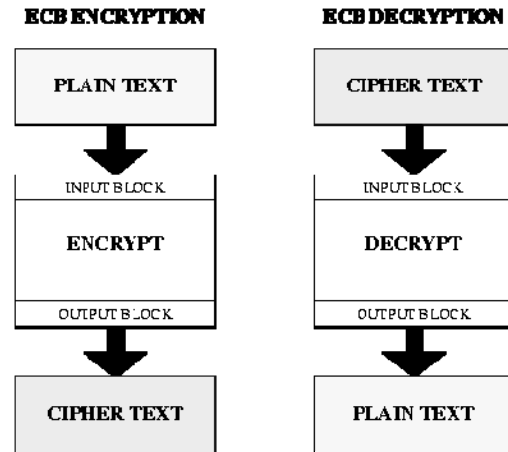 ECB ENCRYPTION
PLAIN TEXT
INPUT BLOCK
ENCRYPT
OUTPUT BLOCK
CIPHER TEXT
ECB DECRYPTION
CIPHER TEXT
INPUT BLOCK
DECRYPT
OUTPUT BLOCK
PLAIN TEXT